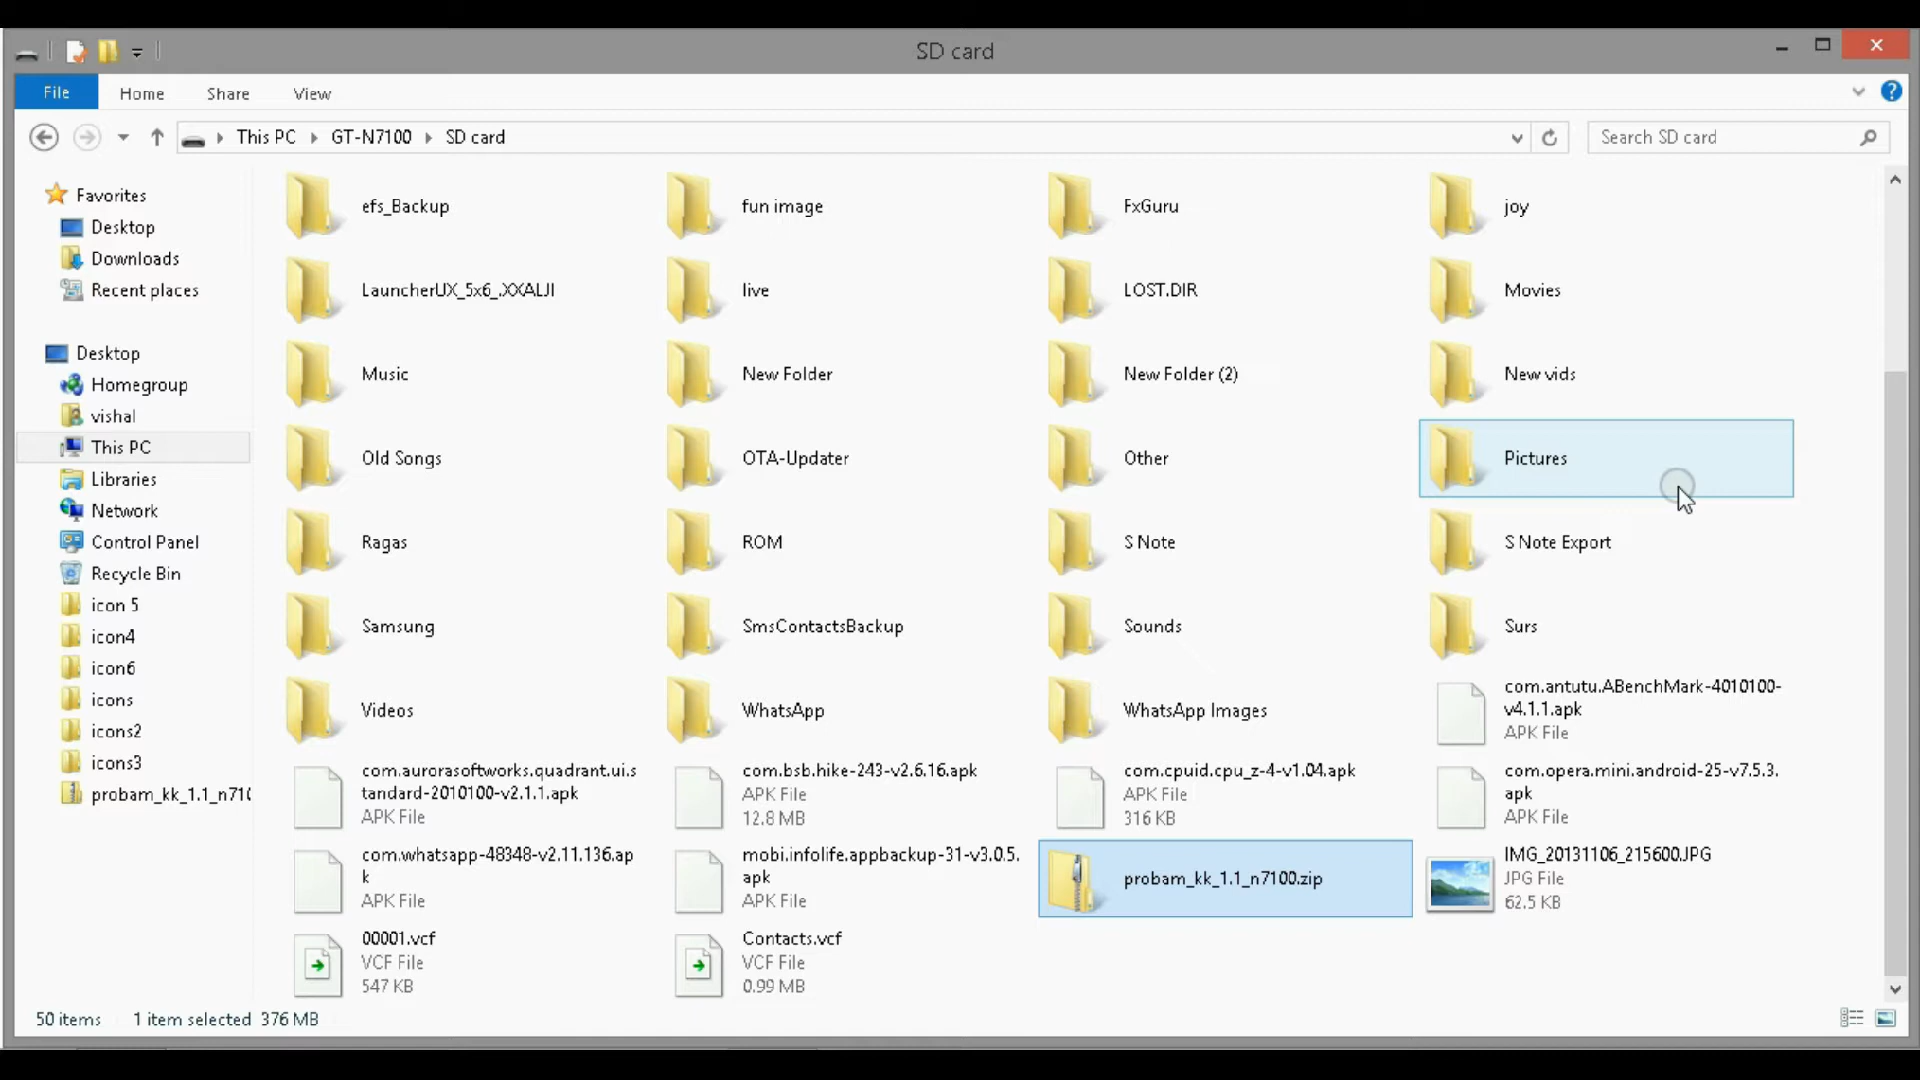 SD card
File
Home
Share
View
This PC
GT-N7100
SD card
Search SD card
Favorites
Desktop
Downloads
Recent places
Desktop
Homegroup
vishal
This PC
Libraries
Network
Control Panel
Recycle Bin
icon 5
icon4
icon6
icons
icons2
icons3
probam_kk_1.1_n710
efs_Backup
fun image
FxGuru
joy
LauncherUX_5x6_.XXALJI
live
LOST.DIR
Movies
Music
New Folder
New Folder (2)
New vids
Old Songs
OTA-Updater
Other
Pictures
Ragas
ROM
S Note
S Note Export
Samsung
SmsContactsBackup
Sounds
Surs
Videos
WhatsApp
WhatsApp Images
com.antutu.ABenchMark-4010100-
v4.1.1.apk
APK File
com.aurorasoftworks.quadrant.ui.s
tandard-2010100-v2.1.1.apk
APK File
com.bsb.hike-243-v2.6.16.apk
APK File
12.8 MB
com.cpuid.cpu_z-4-v1.04.apk
APK File
316 KB
com.opera.mini.android-25-v7.5.3.
apk
APK File
com.whatsapp-48348-v2.11.136.ap
k
APK File
mobi.infolife.appbackup-31-v3.0.5.
apk
APK File
probam_kk_1.1_n7100.zip
IMG_20131106_215600.JPG
JPG File
62.5 KB
00001.vcf
VCF File
547 KB
Contacts.vcf
VCF File
0.99 MB
50 items
1 item selected 376 MB